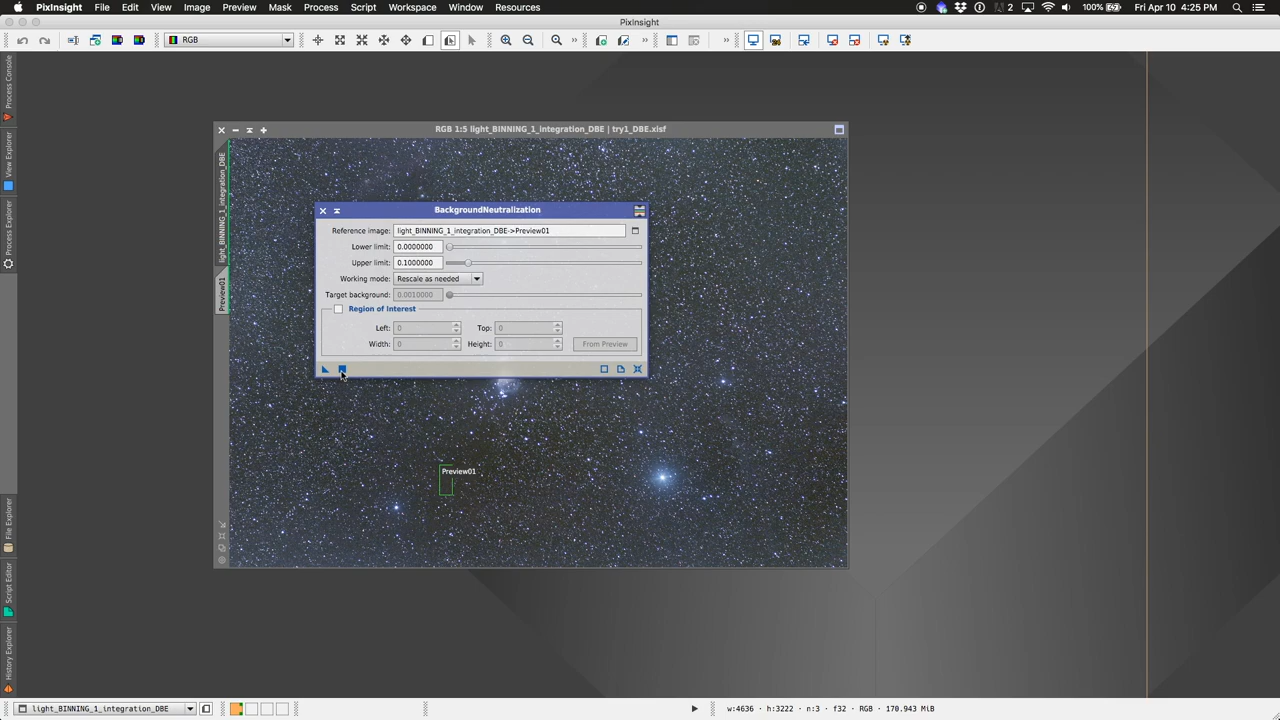 PixInsight File Edit View Image Preview Mask Process Script Workspace Window Resources 2 100% Fri Apr 10 4:25 PM
PixInsight
RGB
Process Console
View Explorer
Process Explorer
File Explorer
Script Editor
History Explorer
RGB 1:5 light_BINNING_1_integration_DBE | try1_DBE.xisf
light_BINNING_1_integration_DBE
Preview01
BackgroundNeutralization
Reference image: light_BINNING_1_integration_DBE->Preview01
Lower limit: 0.0000000
Upper limit: 0.1000000
Working mode: Rescale as needed
Target background: 0.0010000
Region of Interest
Left: 0 Top: 0
Width: 0 Height: 0 From Preview
Preview01
light_BINNING_1_integration_DBE
w:4636 · h:3222 · n:3 · f32 · RGB · 170.943 MiB